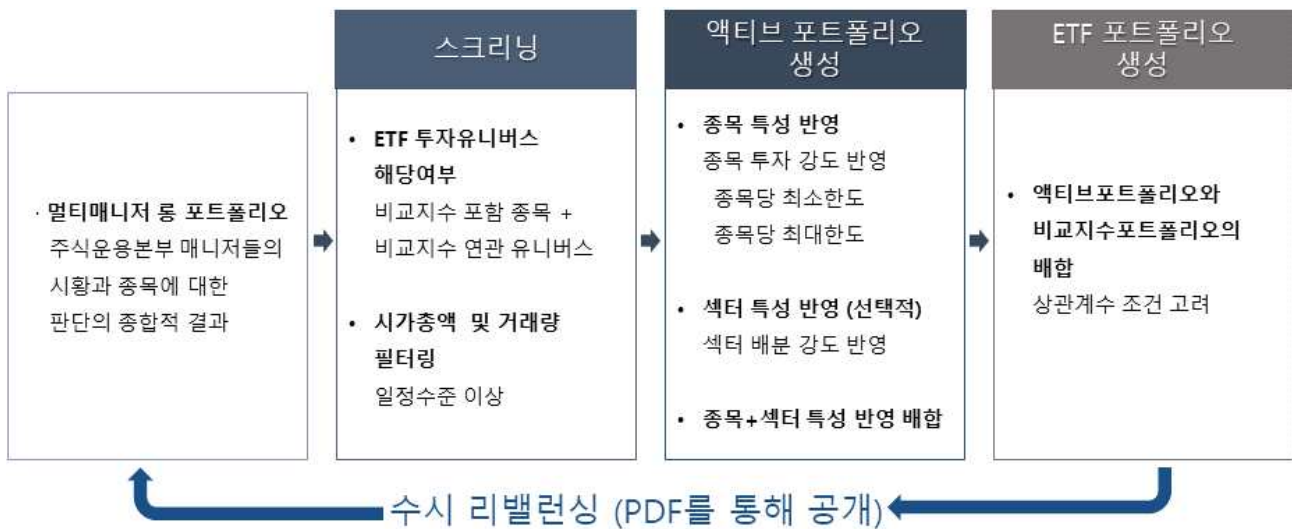 · 멀티매니저 롱 포트폴리오
주식운용본부 매니저들의
시황과 종목에 대한
판단의 종합적 결과
스크리닝
• ETF 투자유니버스
해당여부
비교지수 포함 종목 +
비교지수 연관 유니버스
• 시가총액 및 거래량
필터링
일정수준 이상
액티브 포트폴리오
생성
• 종목 특성 반영
종목 투자 강도 반영
종목당 최소한도
종목당 최대한도
• 섹터 특성 반영 (선택적)
섹터 배분 강도 반영
• 종목+섹터 특성 반영 배합
ETF 포트폴리오
생성
• 액티브포트폴리오와
비교지수포트폴리오의
배합
상관계수 조건 고려
수시 리밸런싱 (PDF를 통해 공개)